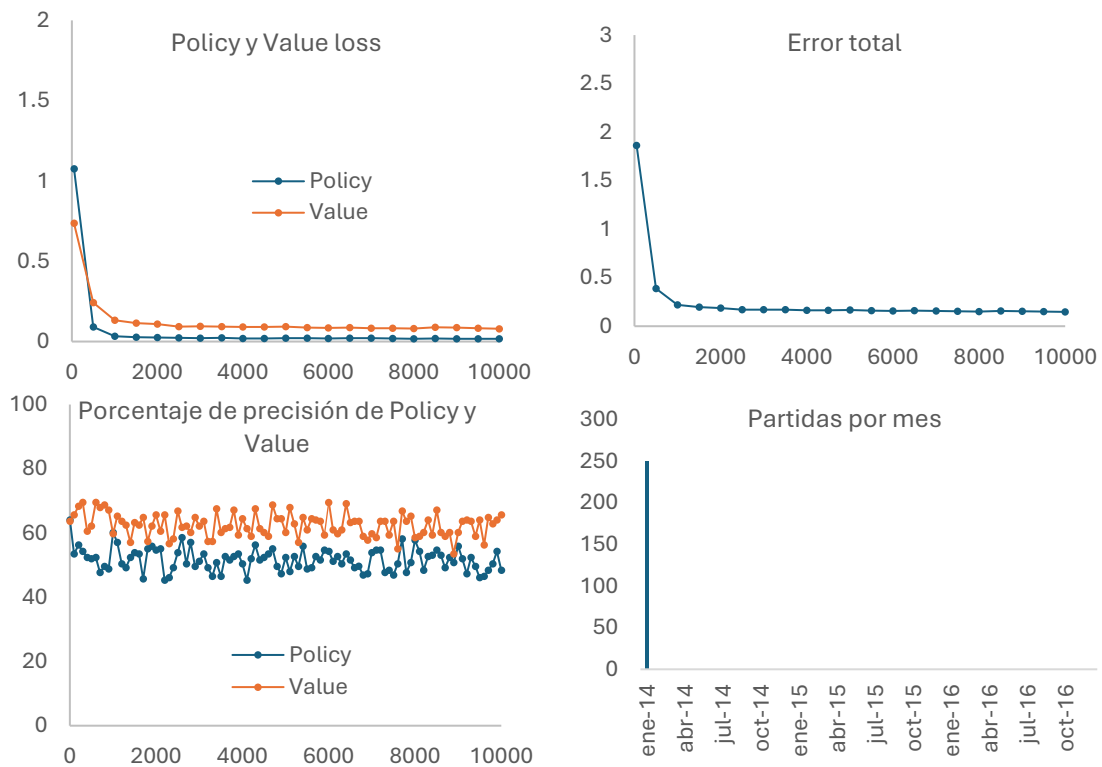 Policy y Value loss
2
1.5
1
0.5
0
Policy
Value
0 2000 4000 6000 8000 10000
Error total
3
2.5
2
1.5
1
0.5
0
0 2000 4000 6000 8000 10000
Porcentaje de precisión de Policy y
Value
100
80
60
40
20
0
Policy
Value
0 2000 4000 6000 8000 10000
Partidas por mes
300
250
200
150
100
50
0
ene-14
abr-14
jul-14
oct-14
ene-15
abr-15
jul-15
oct-15
ene-16
abr-16
jul-16
oct-16